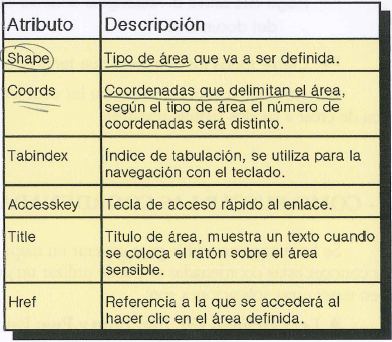 Atributo Descripción
Shape Tipo de área que va a ser definida.
Coords Coordenadas que delimitan el área,
según el tipo de área el número de
coordenadas será distinto.
Tabindex Índice de tabulación, se utiliza para la
navegación con el teclado.
Accesskey Tecla de acceso rápido al enlace.
Title Titulo de área, muestra un texto cuando
se coloca el ratón sobre el área
sensible.
Href Referencia a la que se accederá al
hacer clic en el área definida.